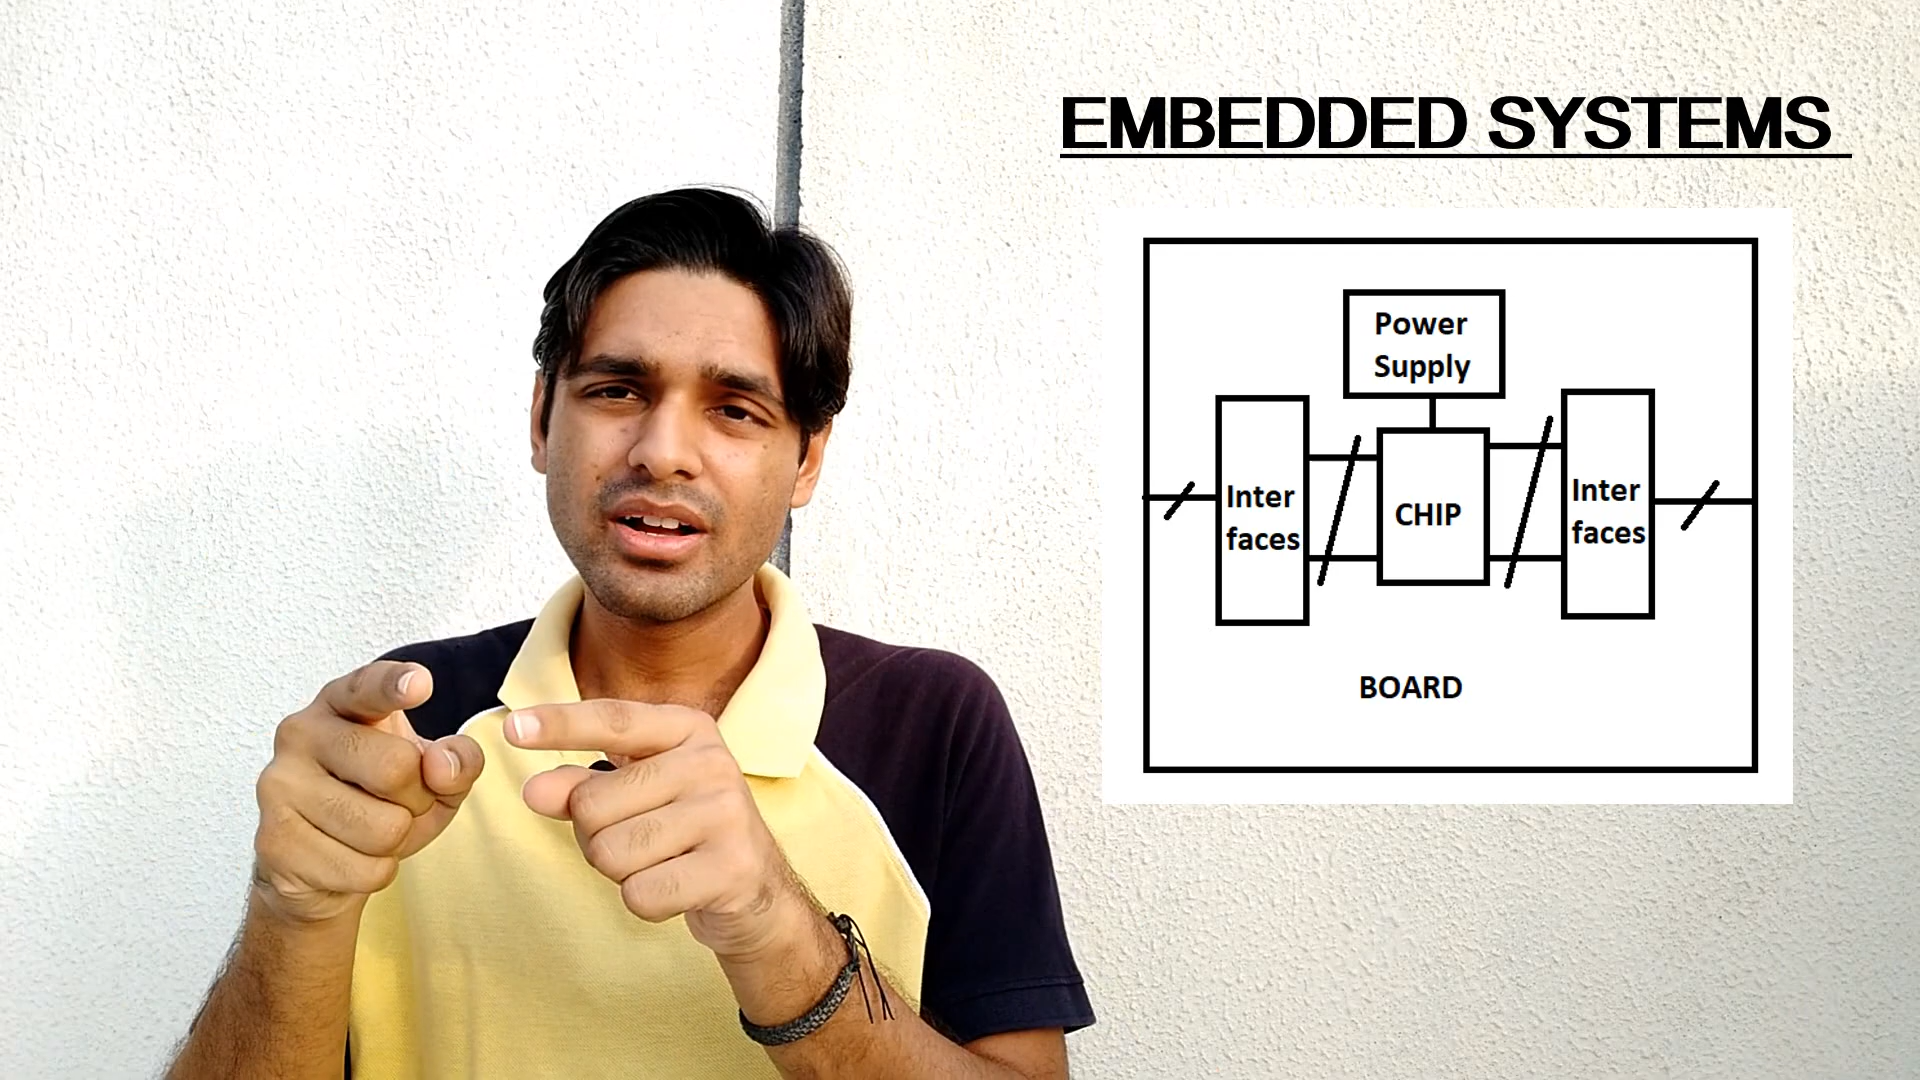 EMBEDDED SYSTEMS
Power
Supply
Inter
faces
CHIP
Inter
faces
BOARD